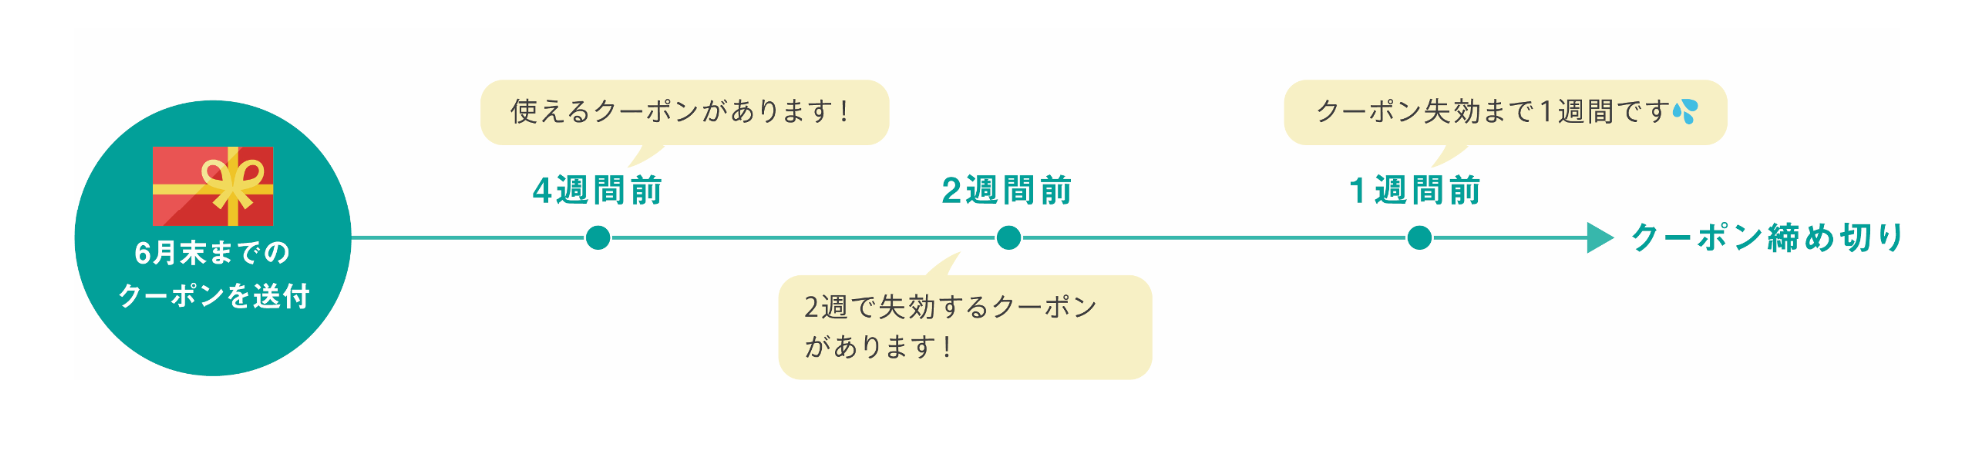 6月末までの
クーポンを送付
使えるクーポンがあります！
4週間前
2週間前
2週で失効するクーポン
があります！
クーポン失効まで1週間です💦
1週間前
クーポン締め切り